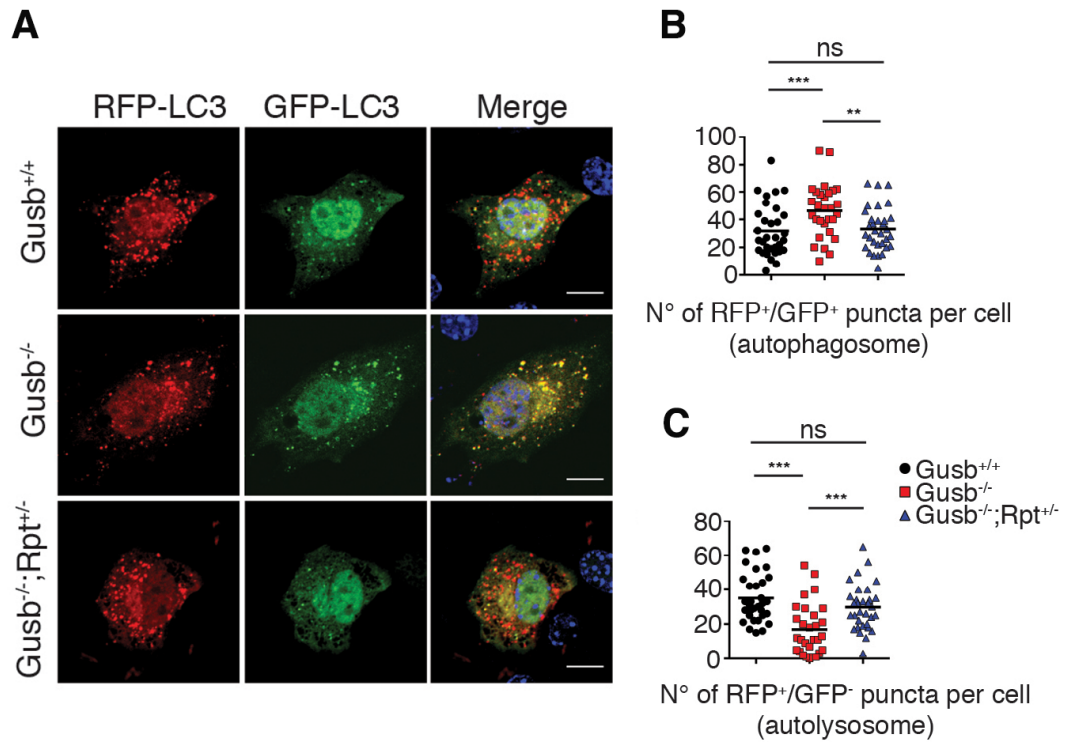 A
RFP-LC3 GFP-LC3 Merge
Gusb+/+
Gusb-/-
Gusb-/-;Rpt+/-
B
ns
***
**
100
80
60
40
20
0
N° of RFP+/GFP+ puncta per cell
(autophagosome)
C
ns
***
***
Gusb+/+
Gusb-/-
Gusb-/-;Rpt+/-
80
60
40
20
0
N° of RFP+/GFP- puncta per cell
(autolysosome)